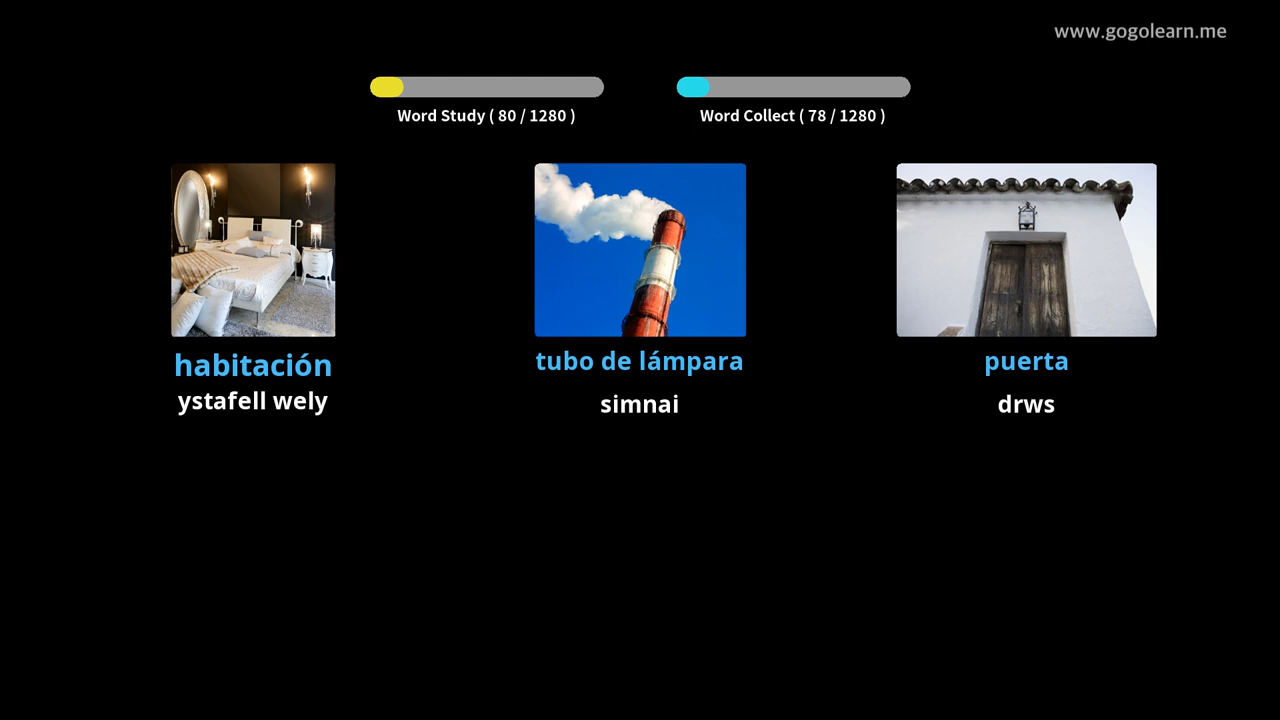 www.gogolearn.me
Word Study ( 80 / 1280 )
Word Collect ( 78 / 1280 )
habitación
ystafell wely
tubo de lámpara
simnai
puerta
drws